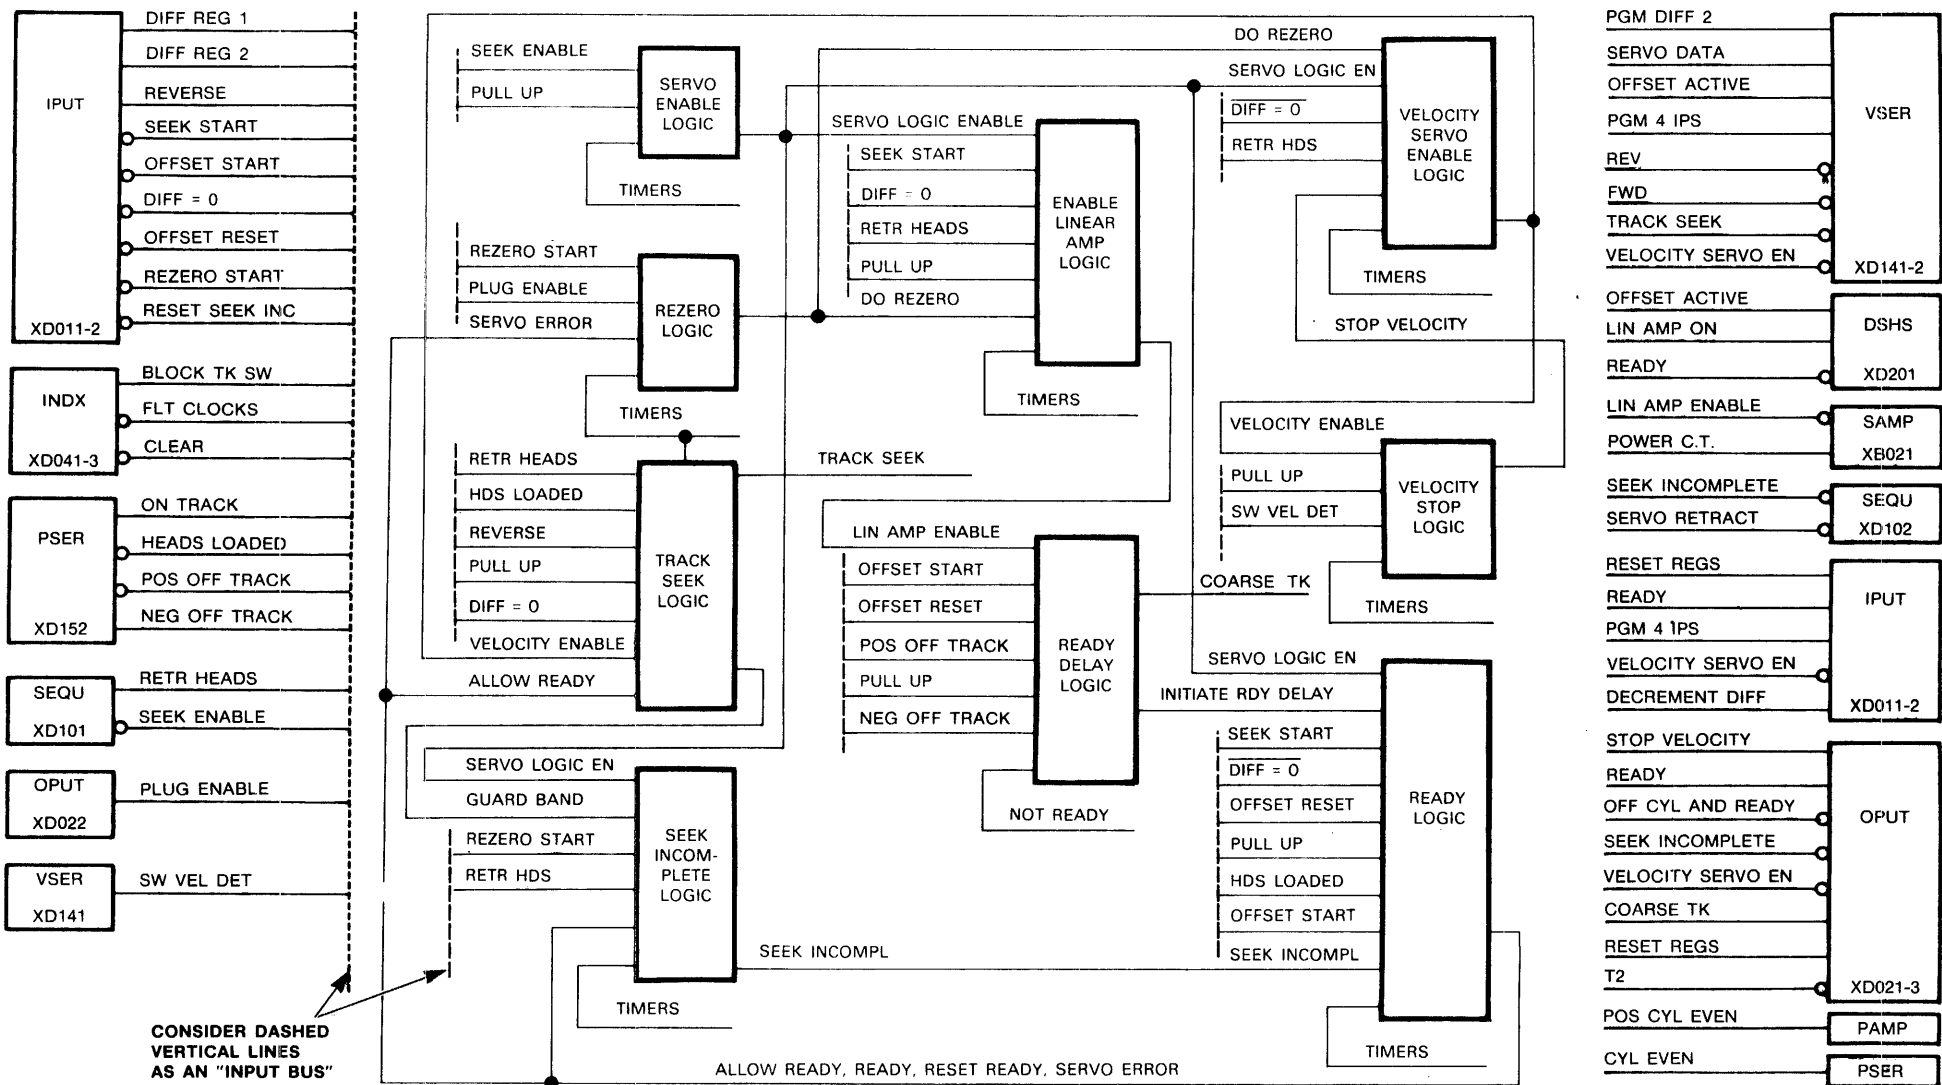 DIFF REG 1
DIFF REG 2
IPUT
REVERSE
SEEK START
OFFSET START
DIFF = 0
OFFSET RESET
REZERO START
RESET SEEK INC
XD011-2
BLOCK TK SW
INDX
FLT CLOCKS
CLEAR
XD041-3
ON TRACK
PSER
HEADS LOADED
POS OFF TRACK
NEG OFF TRACK
XD152
RETR HEADS
SEQU
SEEK ENABLE
XD101
OPUT
PLUG ENABLE
XD022
VSER
SW VEL DET
XD141
CONSIDER DASHED
VERTICAL LINES
AS AN "INPUT BUS"
SEEK ENABLE
PULL UP
SERVO
ENABLE
LOGIC
TIMERS
REZERO START
PLUG ENABLE
SERVO ERROR
REZERO
LOGIC
TIMERS
RETR HEADS
HDS LOADED
REVERSE
PULL UP
DIFF = 0
VELOCITY ENABLE
ALLOW READY
TRACK
SEEK
LOGIC
TRACK SEEK
SERVO LOGIC EN
GUARD BAND
REZERO START
RETR HDS
SEEK
INCOM-
PLETE
LOGIC
SEEK INCOMPL
TIMERS
SERVO LOGIC ENABLE
SEEK START
DIFF = 0
RETR HEADS
PULL UP
DO REZERO
ENABLE
LINEAR
AMP
LOGIC
TIMERS
LIN AMP ENABLE
OFFSET START
OFFSET RESET
POS OFF TRACK
PULL UP
NEG OFF TRACK
READY
DELAY
LOGIC
COARSE TK
NOT READY
DO REZERO
SERVO LOGIC EN
DIFF = 0
RETR HDS
VELOCITY
SERVO
ENABLE
LOGIC
TIMERS
STOP VELOCITY
VELOCITY ENABLE
PULL UP
SW VEL DET
VELOCITY
STOP
LOGIC
TIMERS
SERVO LOGIC EN
INITIATE RDY DELAY
SEEK START
DIFF = 0
OFFSET RESET
PULL UP
HDS LOADED
OFFSET START
SEEK INCOMPL
READY
LOGIC
TIMERS
ALLOW READY, READY, RESET READY, SERVO ERROR
PGM DIFF 2
SERVO DATA
OFFSET ACTIVE
PGM 4 IPS
REV
FWD
TRACK SEEK
VELOCITY SERVO EN
VSER
XD141-2
OFFSET ACTIVE
LIN AMP ON
READY
DSHS
XD201
LIN AMP ENABLE
POWER C.T.
SAMP
XB021
SEEK INCOMPLETE
SERVO RETRACT
SEQU
XD102
RESET REGS
READY
PGM 4 IPS
VELOCITY SERVO EN
DECREMENT DIFF
IPUT
XD011-2
STOP VELOCITY
READY
OFF CYL AND READY
SEEK INCOMPLETE
VELOCITY SERVO EN
COARSE TK
RESET REGS
T2
OPUT
XD021-3
POS CYL EVEN
PAMP
CYL EVEN
PSER